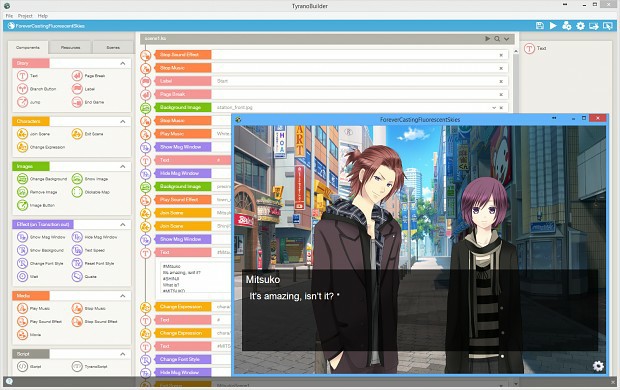 TyranoBuilder
File Project Help
ForeverCastingFluorescentSkies
Components Resources Scenes
Story
Text Page Break
Branch Button Label
Jump End Game
Characters
Join Scene Exit Scene
Change Expression
Images
Change Background Show Image
Remove Image Clickable Map
Image Button
Effect (on Transition out)
Show Msg Window Hide Msg Window
Show Background Text Speed
Change Font Style Reset Font Style
Wait Quake
Media
Play Music Stop Music
Play Sound Effect Stop Sound Effect
Movie
Script
iScript TyranoScript
scene1.ks
Stop Sound Effect
Stop Music
Label Start
Page Break
Background Image station_front.jpg
Stop Music
Play Music White
Show Msg Window
Text #
Hide Msg Window
Background Image
Play Sound Effect
Join Scene Mitsuko
Join Scene
Show Msg Window
Text
#Mitsuko
It's amazing, isn't it?
#SHINJI
What is?
#MITSUKO
Change Expression
Text #
Change Expression
Text
Change Font Style
Hide Msg Window
Text
ForeverCastingFluorescentSkies
ART
Mitsuko
It's amazing, isn't it? "